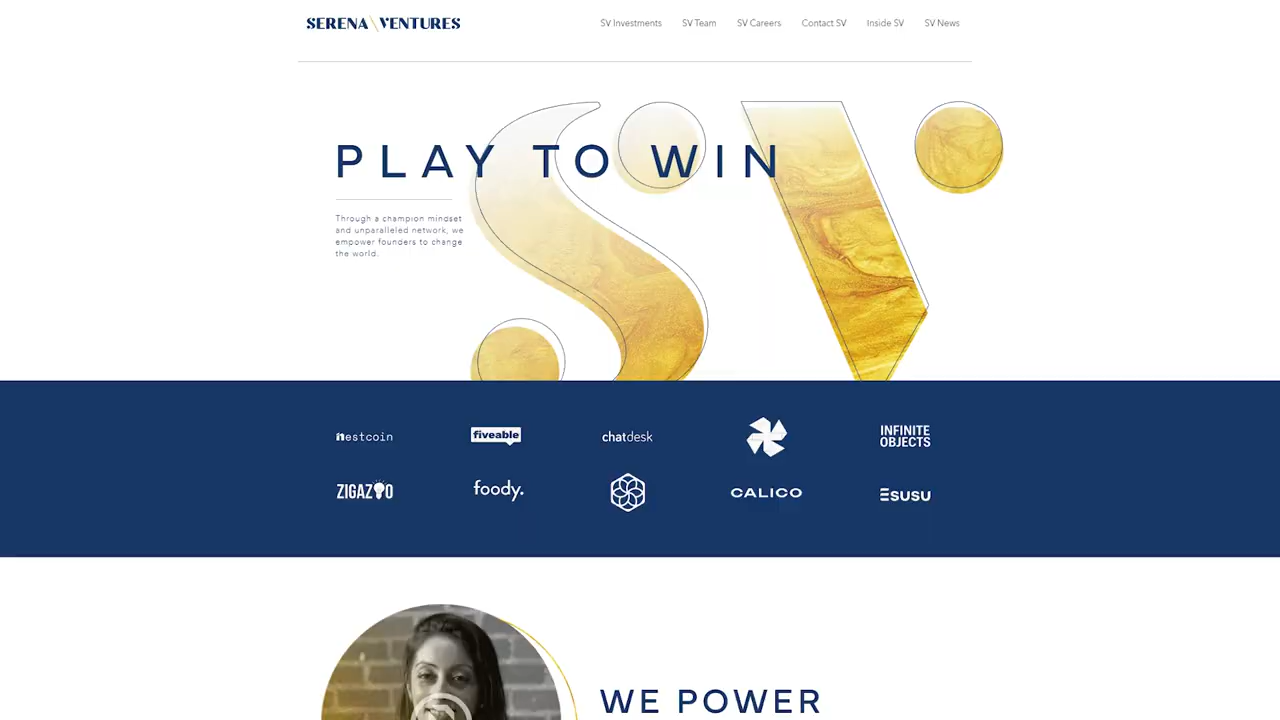 SERENA VENTURES
SV Investments SV Team SV Careers Contact SV Inside SV SV News
SV
PLAY TO WIN
Through a champion mindset
and unparalleled network, we
empower founders to change
the world.
nestcoin fiveable chatdesk
INFINITE
OBJECTS
ZIGAZOO foody. CALICO ESUSU
WE POWER